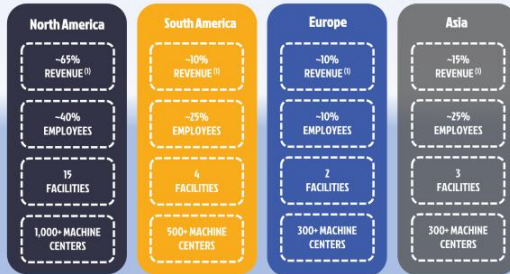 North America
~65%
REVENUE (1)
~40%
EMPLOYEES
15
FACILITIES
1,000+ MACHINE
CENTERS
South America
~10%
REVENUE (1)
~25%
EMPLOYEES
4
FACILITIES
500+ MACHINE
CENTERS
Europe
~10%
REVENUE (1)
~10%
EMPLOYEES
2
FACILITIES
300+ MACHINE
CENTERS
Asia
~15%
REVENUE (1)
~25%
EMPLOYEES
3
FACILITIES
300+ MACHINE
CENTERS